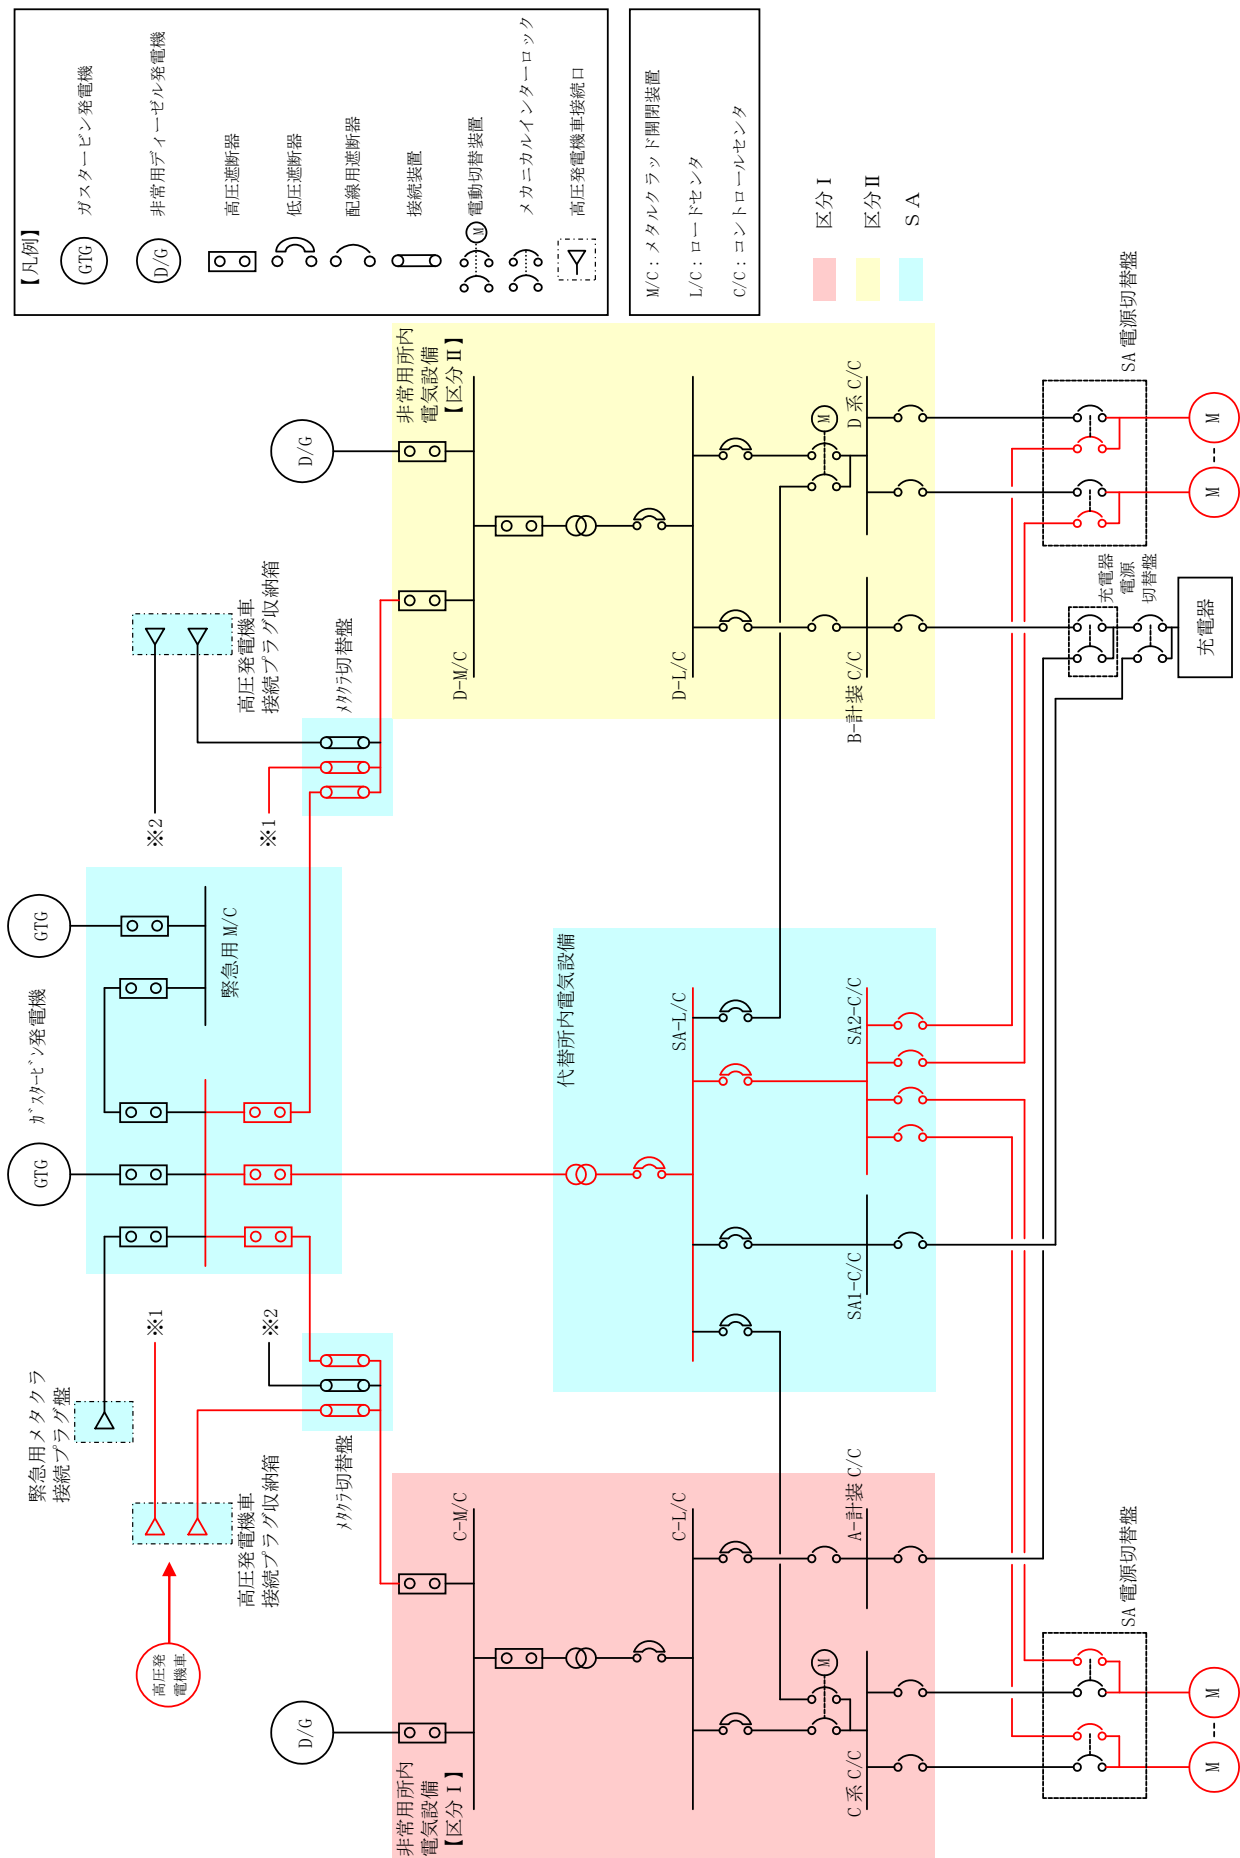 【凡例】
GTG
ガスタービン発電機
D/G
非常用ディーゼル発電機
高圧遮断器
低圧遮断器
配線用遮断器
接続装置
M
電動切替装置
メカニカルインターロック
高圧発電機車接続口
M/C：メタルクラッド開閉装置
L/C：ロードセンタ
C/C：コントロールセンタ
区分Ⅰ
区分Ⅱ
ＳＡ
緊急用メタクラ
接続プラグ盤
GTG
ｶﾞｽﾀｰﾋﾞﾝ発電機
GTG
緊急用 M/C
高圧発
電機車
※1
※2
高圧発電機車
接続プラグ収納箱
ﾒﾀｸﾗ切替盤
※2
※1
高圧発電機車
接続プラグ収納箱
ﾒﾀｸﾗ切替盤
D/G
非常用所内
電気設備
【区分Ⅰ】
C-M/C
C-L/C
M
C 系 C/C
A-計装 C/C
代替所内電気設備
SA-L/C
SA1-C/C
SA2-C/C
D/G
非常用所内
電気設備
【区分Ⅱ】
D-M/C
D-L/C
M
B-計装 C/C
D 系 C/C
SA 電源切替盤
M
M
充電器
電源
切替盤
充電器
SA 電源切替盤
M
M